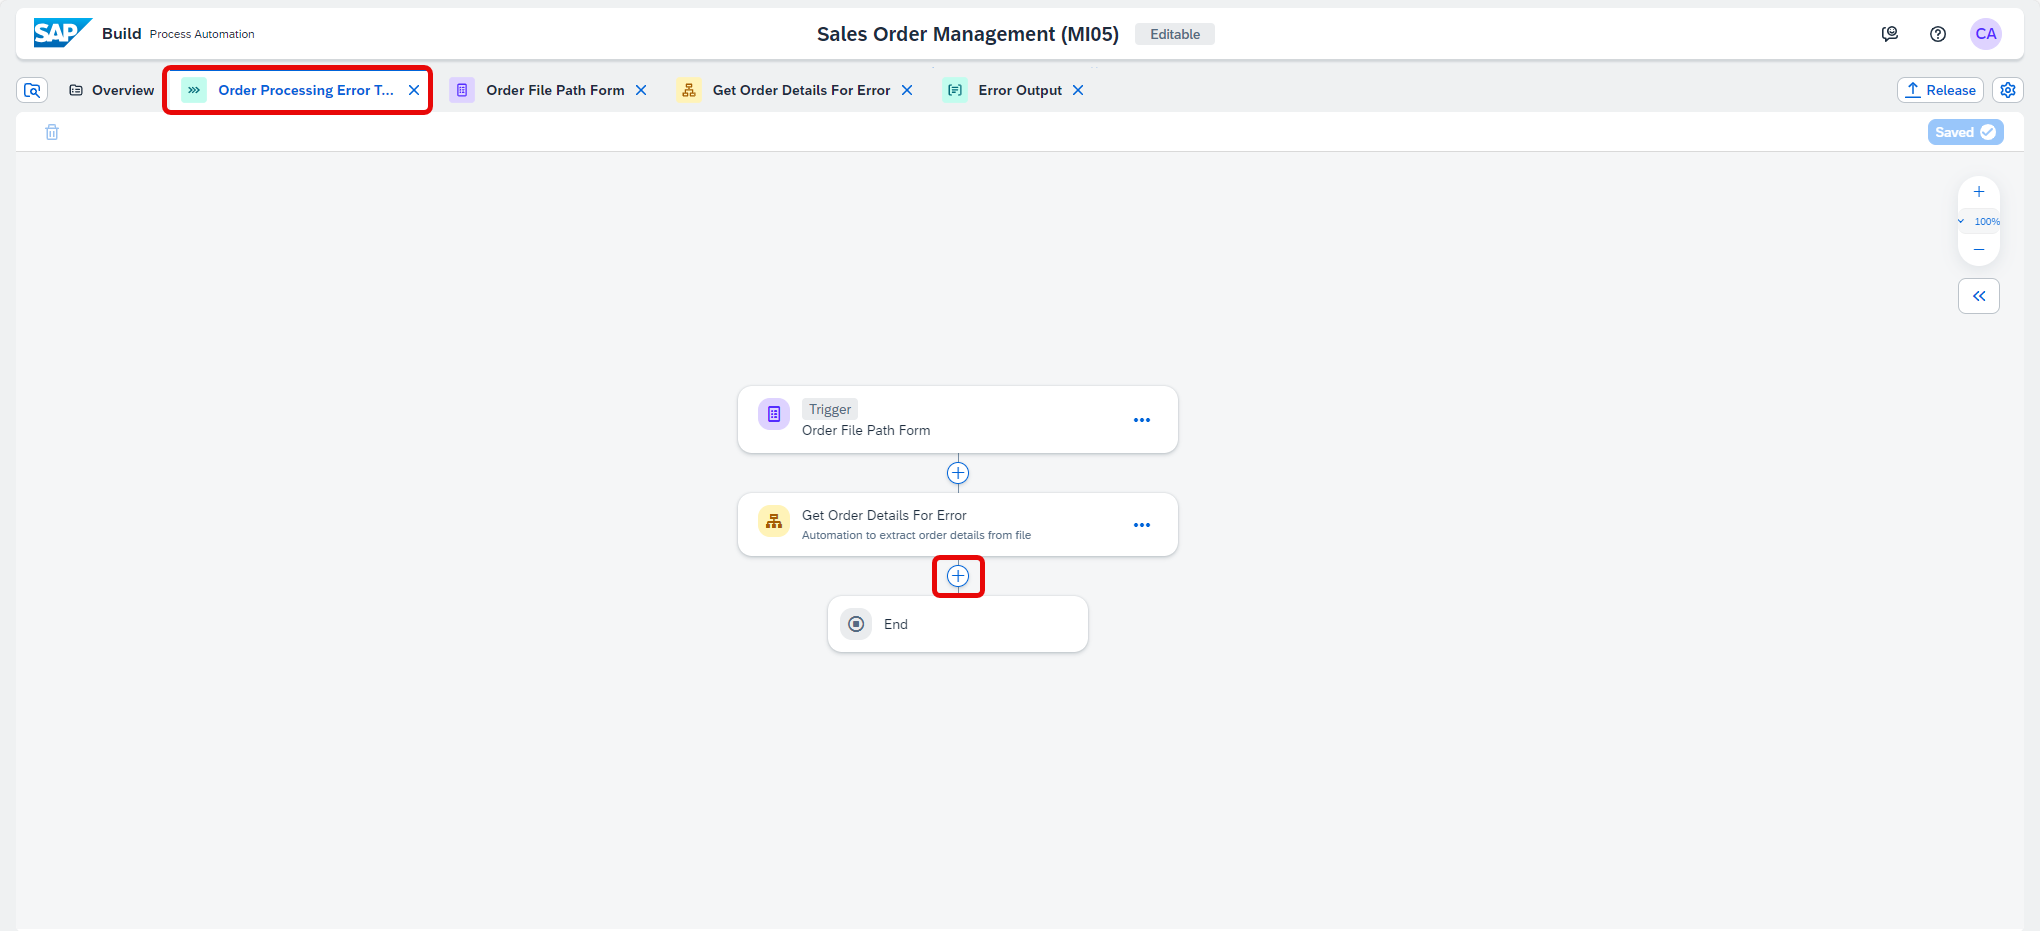 SAP Build Process Automation
Sales Order Management (MI05) Editable
CA
Overview
Order Processing Error T...
Order File Path Form
Get Order Details For Error
Error Output
Release
Saved
100%
Trigger
Order File Path Form
Get Order Details For Error
Automation to extract order details from file
End